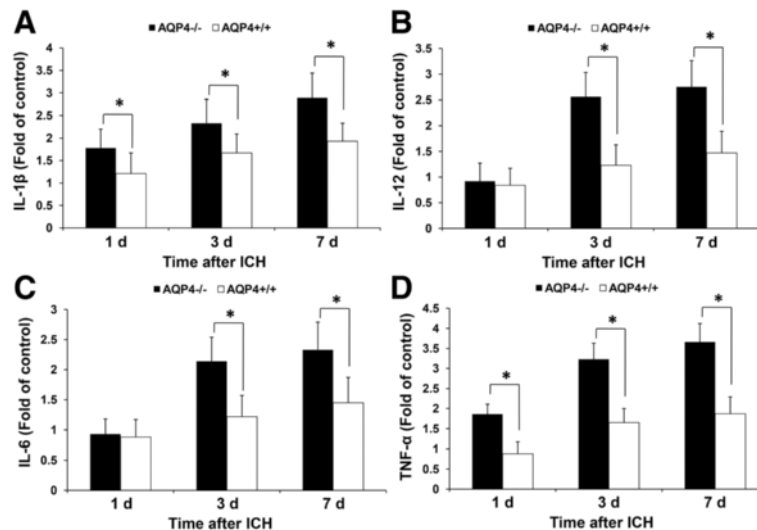 A
AQP4-/- AQP4+/+
IL-1β (Fold of control)
4
3.5
3
2.5
2
1.5
1
0.5
* * *
1 d 3 d 7 d
Time after ICH
B
AQP4-/- AQP4+/+
IL-12 (Fold of control)
3.5
3
2.5
2
1.5
1
0.5
* *
1 d 3 d 7 d
Time after ICH
C
AQP4-/- AQP4+/+
IL-6 (Fold of control)
3
2.5
2
1.5
1
0.5
0
* *
1 d 3 d 7 d
Time after ICH
D
AQP4-/- AQP4+/+
TNF-α (Fold of control)
4.5
4
3.5
3
2.5
2
1.5
1
0.5
0
* * *
1 d 3 d 7 d
Time after ICH